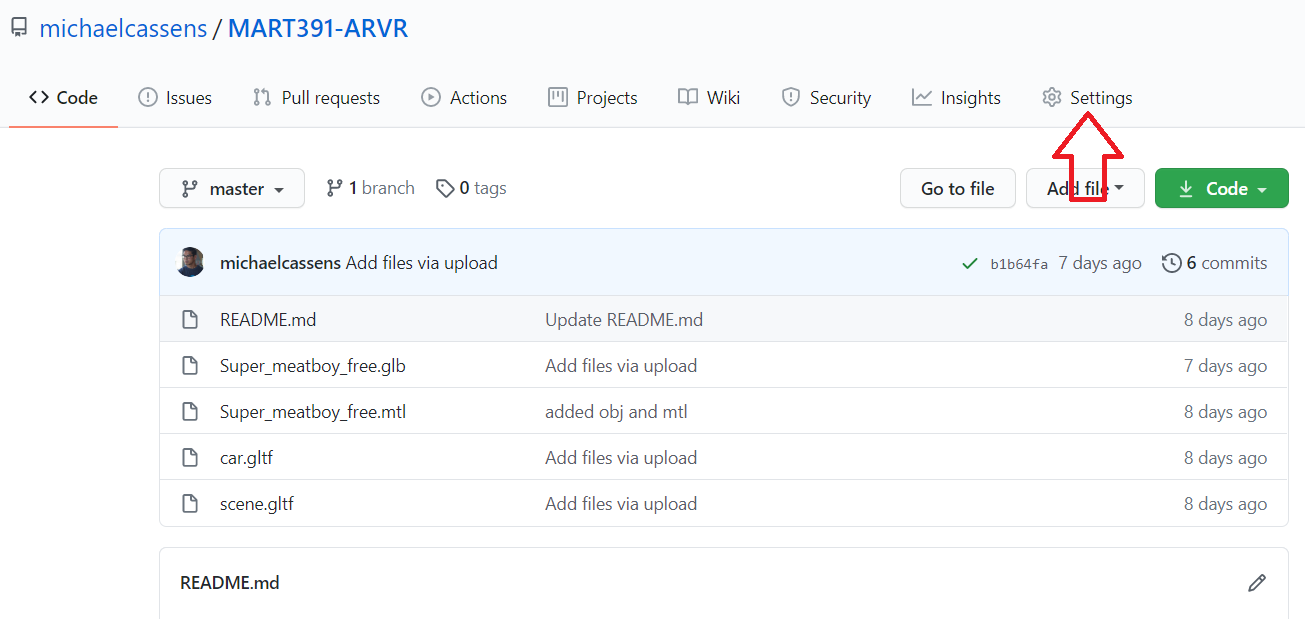 michaelcassens / MART391-ARVR
Code Issues Pull requests Actions Projects Wiki Security Insights Settings
master 1 branch 0 tags Go to file Add file Code
michaelcassens Add files via upload b1b64fa 7 days ago 6 commits
README.md Update README.md 8 days ago
Super_meatboy_free.glb Add files via upload 7 days ago
Super_meatboy_free.mtl added obj and mtl 8 days ago
car.gltf Add files via upload 8 days ago
scene.gltf Add files via upload 8 days ago
README.md